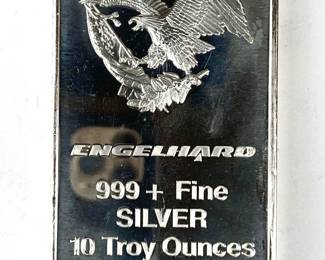 ENGELHARD
999 + Fine
SILVER
10 Troy Ounces